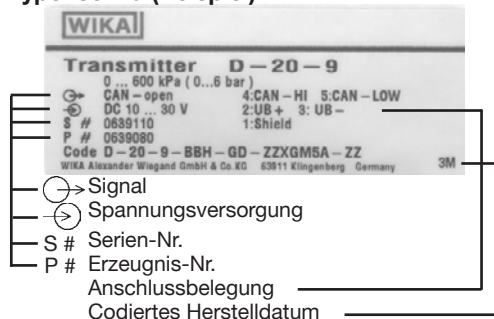 WIKA
Transmitter D-20-9
0 ... 600 kPa ( 0...6 bar )
CAN-open 4:CAN-HI 5:CAN-LOW
DC 10 ... 30 V 2:UB+ 3: UB-
S # 0639110 1:Shield
P # 0639080
Code D-20-9-BBH-GD-ZZXGM5A-ZZ
WIKA Alexander Wiegand GmbH & Co. KG 63911 Klingenberg Germany 3M
Signal
Spannungsversorgung
S # Serien-Nr.
P # Erzeugnis-Nr.
Anschlussbelegung
Codiertes Herstelldatum